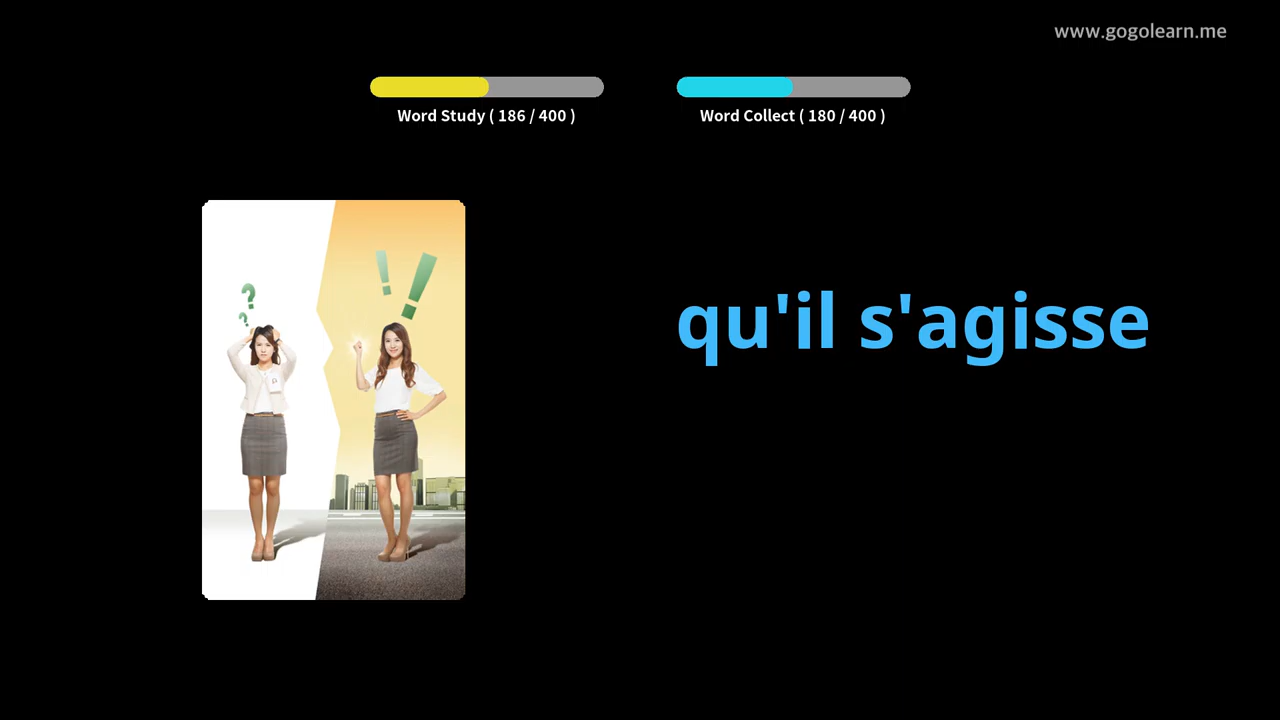 www.gogolearn.me
Word Study ( 186 / 400 )
Word Collect ( 180 / 400 )
? ?
! !
qu'il s'agisse